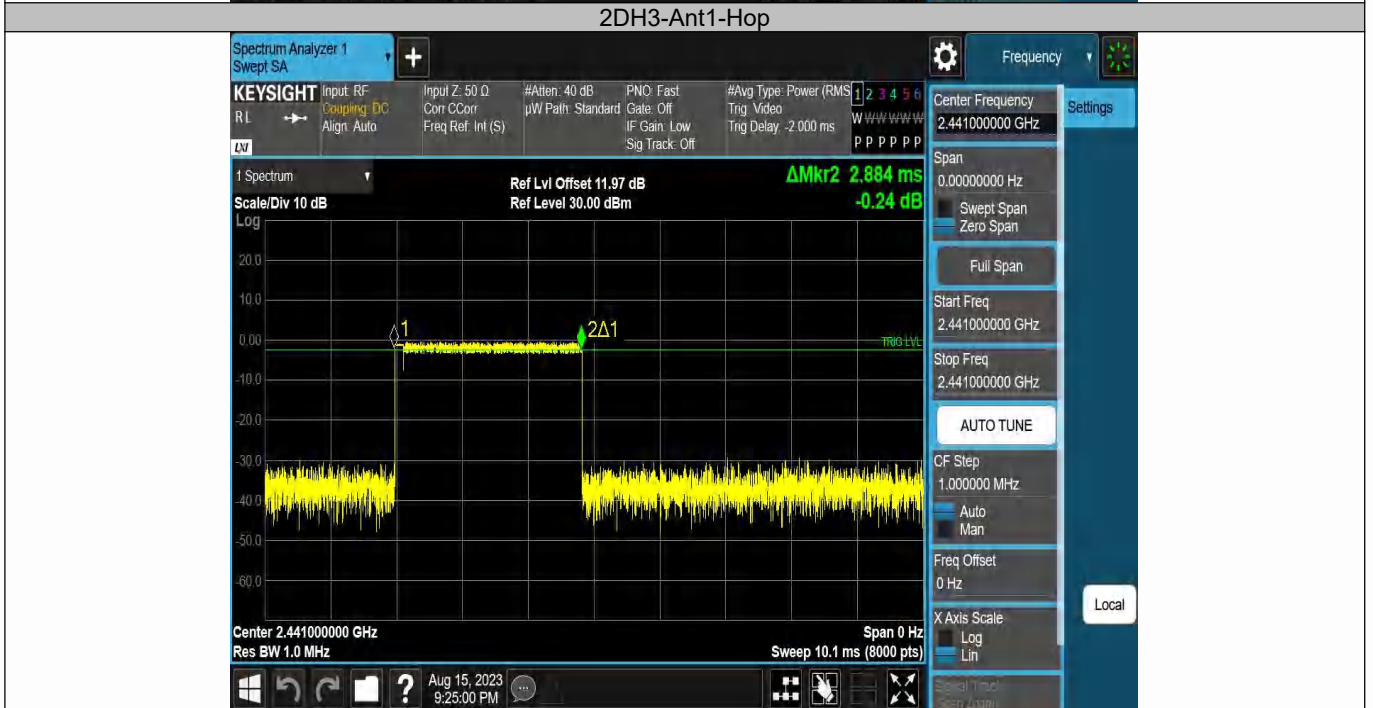 2DH3-Ant1-Hop
Spectrum Analyzer 1
Swept SA
+
Frequency
KEYSIGHT
Input: RF
Coupling: DC
Align: Auto
Input Z: 50 Ω
Corr CCorr
Freq Ref: Int (S)
#Atten: 40 dB
µW Path: Standard
PNO: Fast
Gate: Off
IF Gain: Low
Sig Track: Off
#Avg Type: Power (RMS
Trig: Video
Trig Delay: -2.000 ms
1 2 3 4 5 6
W W W W W W
P P P P P P
R L
LXI
Center Frequency
2.441000000 GHz
Settings
Span
0.00000000 Hz
Swept Span
Zero Span
Full Span
Start Freq
2.441000000 GHz
Stop Freq
2.441000000 GHz
AUTO TUNE
CF Step
1.000000 MHz
Auto
Man
Freq Offset
0 Hz
X Axis Scale
Log
Lin
Local
1 Spectrum
Scale/Div 10 dB
Log
Ref Lvl Offset 11.97 dB
Ref Level 30.00 dBm
ΔMkr2 2.884 ms
-0.24 dB
20.0
10.0
0.00
-10.0
-20.0
-30.0
-40.0
-50.0
-60.0
1
2Δ1
TRIG LVL
Center 2.441000000 GHz
Res BW 1.0 MHz
Span 0 Hz
Sweep 10.1 ms (8000 pts)
?
Aug 15, 2023
9:25:00 PM